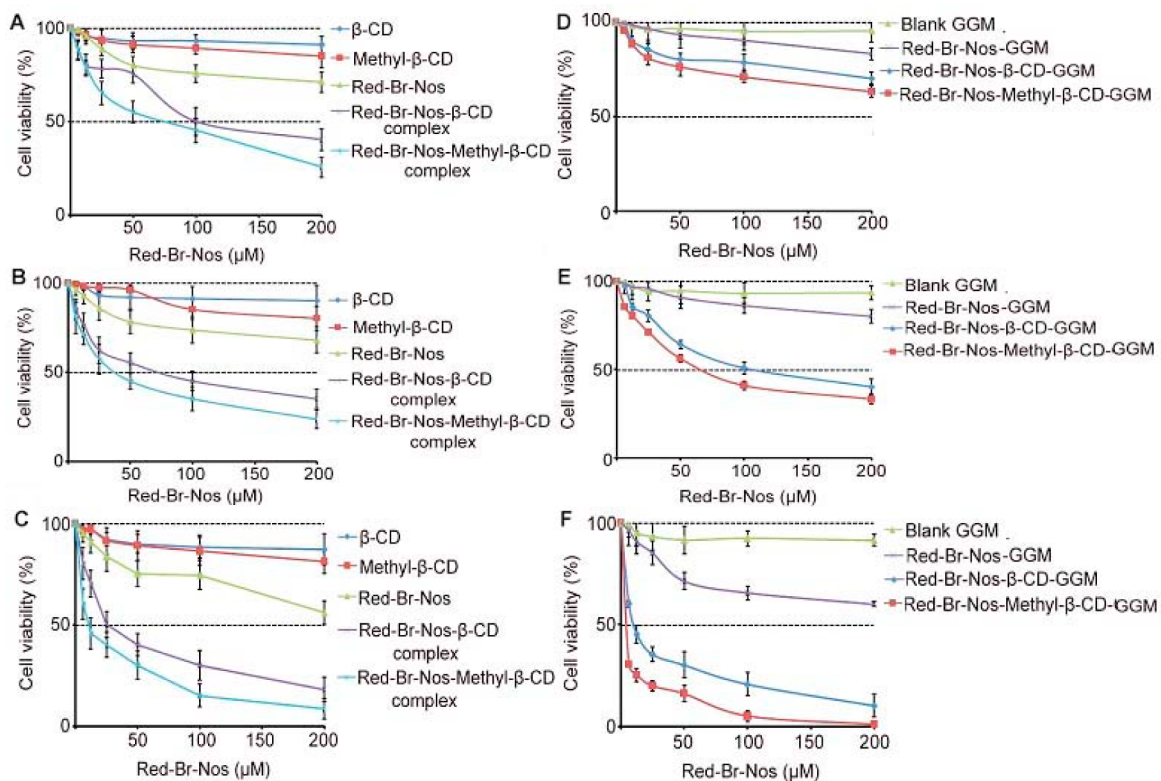 A
100
50
0
Cell viability (%)
50 100 150 200
Red-Br-Nos (µM)
β-CD
Methyl-β-CD
Red-Br-Nos
Red-Br-Nos-β-CD
complex
Red-Br-Nos-Methyl-β-CD
complex
D
100
50
0
Cell viability (%)
50 100 150 200
Red-Br-Nos (µM)
Blank GGM
Red-Br-Nos-GGM
Red-Br-Nos-β-CD-GGM
Red-Br-Nos-Methyl-β-CD-GGM
B
100
50
0
Cell viability (%)
50 100 150 200
Red-Br-Nos (µM)
β-CD
Methyl-β-CD
Red-Br-Nos
Red-Br-Nos-β-CD
complex
Red-Br-Nos-Methyl-β-CD
complex
E
100
50
0
Cell viability (%)
50 100 150 200
Red-Br-Nos (µM)
Blank GGM
Red-Br-Nos-GGM
Red-Br-Nos-β-CD-GGM
Red-Br-Nos-Methyl-β-CD-GGM
C
100
50
0
Cell viability (%)
50 100 150 200
Red-Br-Nos (µM)
β-CD
Methyl-β-CD
Red-Br-Nos
Red-Br-Nos-β-CD
complex
Red-Br-Nos-Methyl-β-CD
complex
F
100
50
0
Cell viability (%)
50 100 150 200
Red-Br-Nos (µM)
Blank GGM
Red-Br-Nos-GGM
Red-Br-Nos-β-CD-GGM
Red-Br-Nos-Methyl-β-CD-GGM